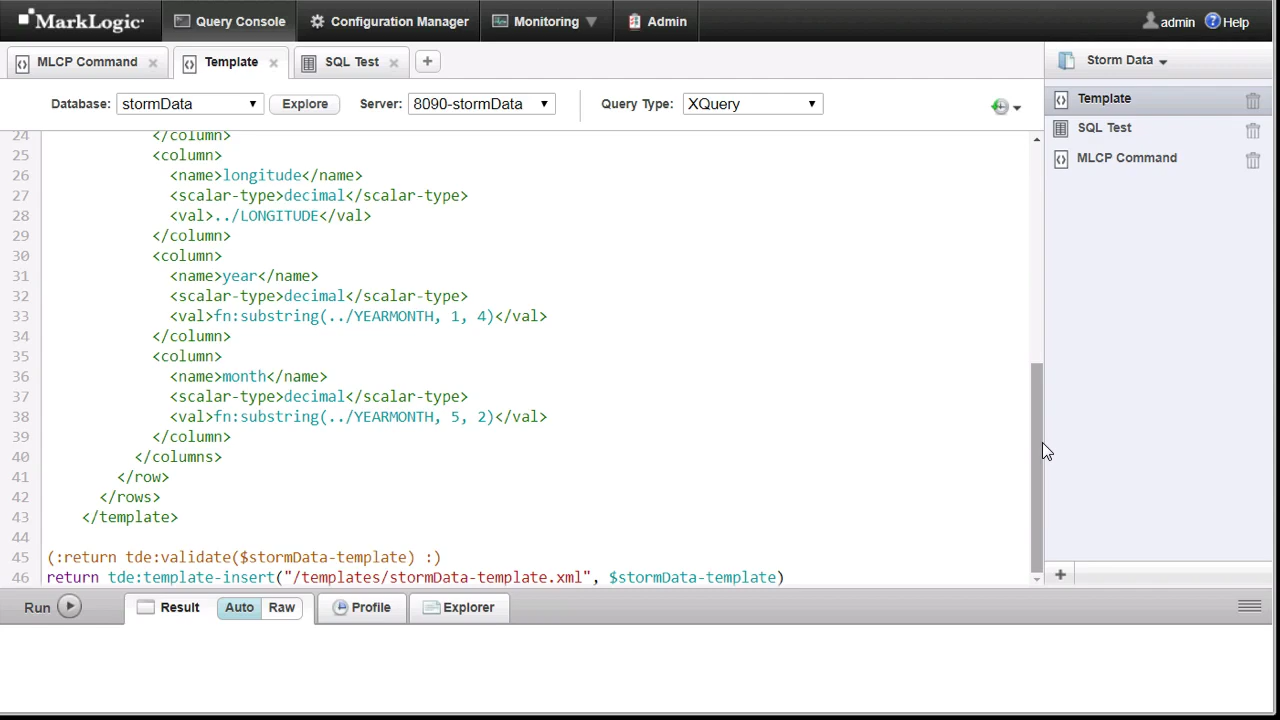 MarkLogic Query Console Configuration Manager Monitoring Admin admin Help
MLCP Command Template SQL Test Storm Data
Database: stormData Explore Server: 8090-stormData Query Type: XQuery
Template
SQL Test
MLCP Command
24 </column>
25 <column>
26 <name>longitude</name>
27 <scalar-type>decimal</scalar-type>
28 <val>../LONGITUDE</val>
29 </column>
30 <column>
31 <name>year</name>
32 <scalar-type>decimal</scalar-type>
33 <val>fn:substring(../YEARMONTH, 1, 4)</val>
34 </column>
35 <column>
36 <name>month</name>
37 <scalar-type>decimal</scalar-type>
38 <val>fn:substring(../YEARMONTH, 5, 2)</val>
39 </column>
40 </columns>
41 </row>
42 </rows>
43 </template>
44
45 (:return tde:validate($stormData-template) :)
46 return tde:template-insert("/templates/stormData-template.xml", $stormData-template)
Run Result Auto Raw Profile Explorer